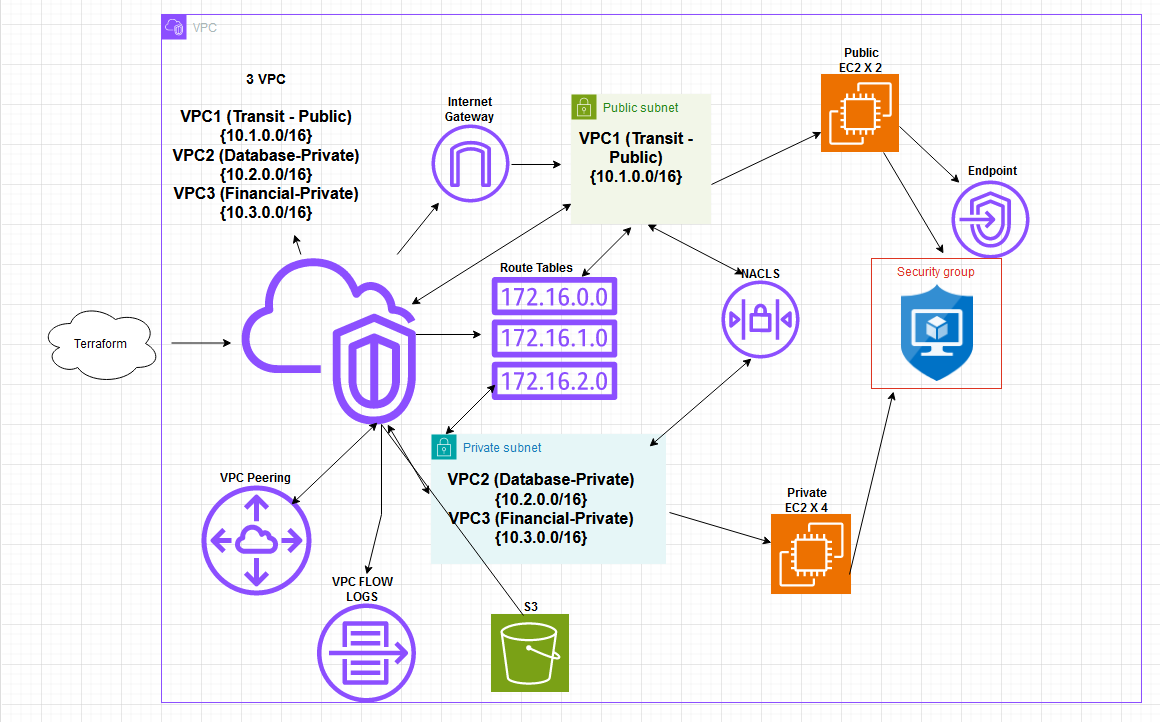 VPC
3 VPC
VPC1 (Transit - Public)
{10.1.0.0/16}
VPC2 (Database-Private)
{10.2.0.0/16}
VPC3 (Financial-Private)
{10.3.0.0/16}
Internet
Gateway
Public subnet
VPC1 (Transit -
Public)
{10.1.0.0/16}
Public
EC2 X 2
Endpoint
Security group
Route Tables
172.16.0.0
172.16.1.0
172.16.2.0
NACLS
Terraform
Private subnet
VPC2 (Database-Private)
{10.2.0.0/16}
VPC3 (Financial-Private)
{10.3.0.0/16}
VPC Peering
Private
EC2 X 4
VPC FLOW
LOGS
S3